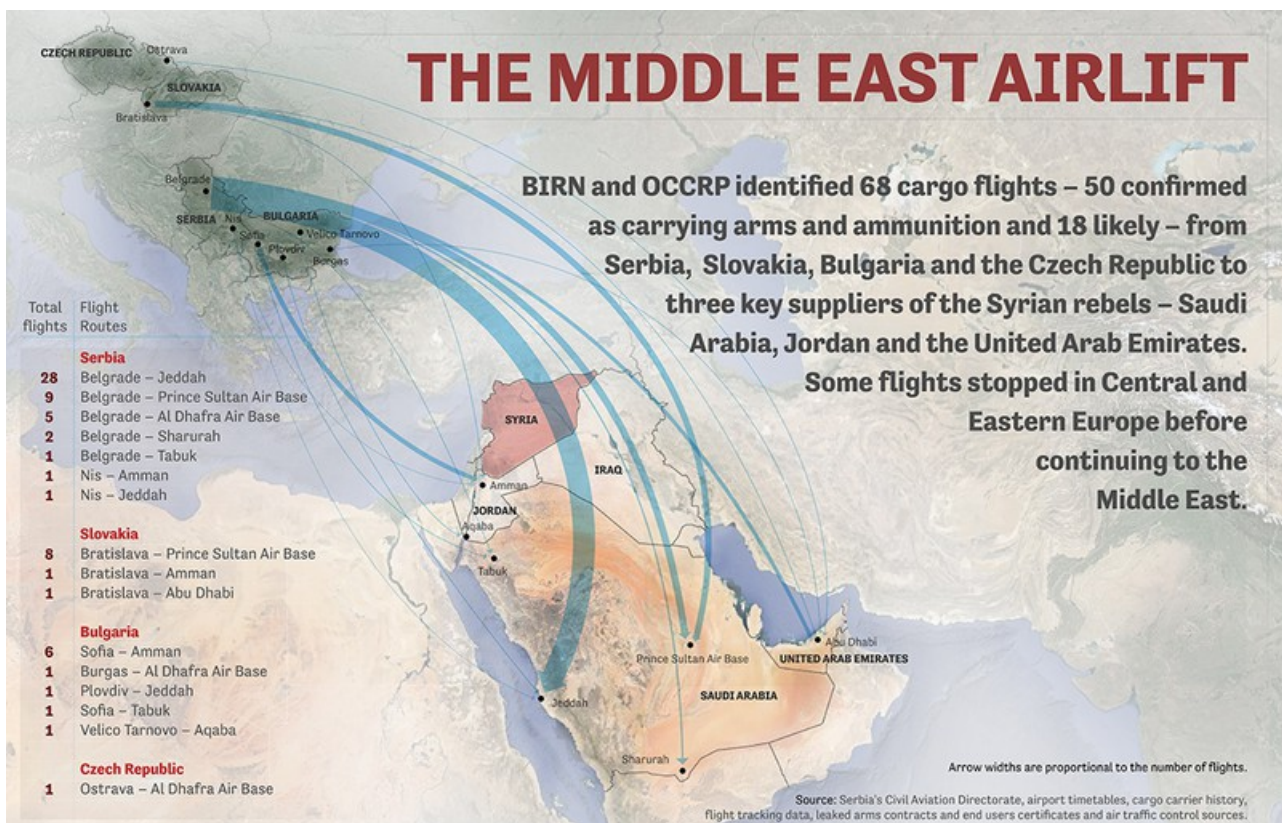 THE MIDDLE EAST AIRLIFT
BIRN and OCCRP identified 68 cargo flights – 50 confirmed
as carrying arms and ammunition and 18 likely – from
Serbia, Slovakia, Bulgaria and the Czech Republic to
three key suppliers of the Syrian rebels – Saudi
Arabia, Jordan and the United Arab Emirates.
Some flights stopped in Central and
Eastern Europe before
continuing to the
Middle East.
CZECH REPUBLIC
Ostrava
SLOVAKIA
Bratislava
Belgrade
SERBIA
Nis
BULGARIA
Sofia
Velico Tarnovo
Plovdiv
Burgas
SYRIA
IRAQ
Amman
JORDAN
Aqaba
Tabuk
Abu Dhabi
Prince Sultan Air Base
UNITED ARAB EMIRATES
SAUDI ARABIA
Jeddah
Sharurah
Total Flight
flights Routes
Serbia
28 Belgrade – Jeddah
9 Belgrade – Prince Sultan Air Base
5 Belgrade – Al Dhafra Air Base
2 Belgrade – Sharurah
1 Belgrade – Tabuk
1 Nis – Amman
1 Nis – Jeddah
Slovakia
8 Bratislava – Prince Sultan Air Base
1 Bratislava – Amman
1 Bratislava – Abu Dhabi
Bulgaria
6 Sofia – Amman
1 Burgas – Al Dhafra Air Base
1 Plovdiv – Jeddah
1 Sofia – Tabuk
1 Velico Tarnovo – Aqaba
Czech Republic
1 Ostrava – Al Dhafra Air Base
Arrow widths are proportional to the number of flights.
Source: Serbia's Civil Aviation Directorate, airport timetables, cargo carrier history,
flight tracking data, leaked arms contracts and end users certificates and air traffic control sources.